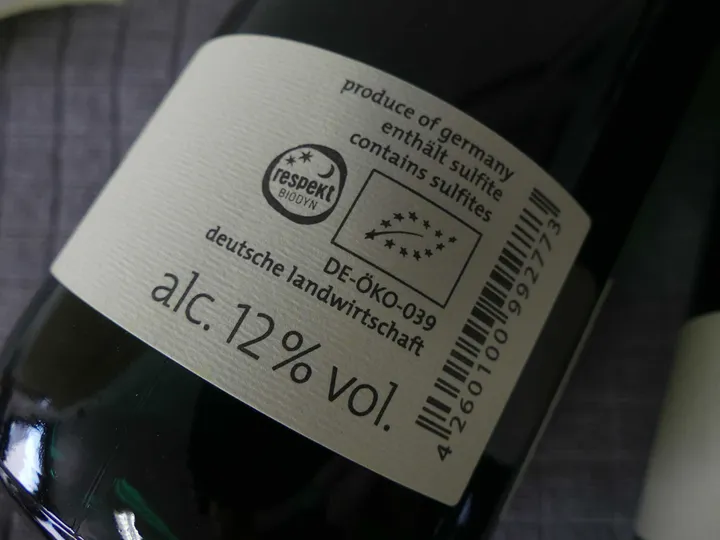 produce of germany
enthält sulfite
contains sulfites
respekt
BIODYN
DE-ÖKO-039
deutsche landwirtschaft
alc. 12% vol.
4 260100 992773